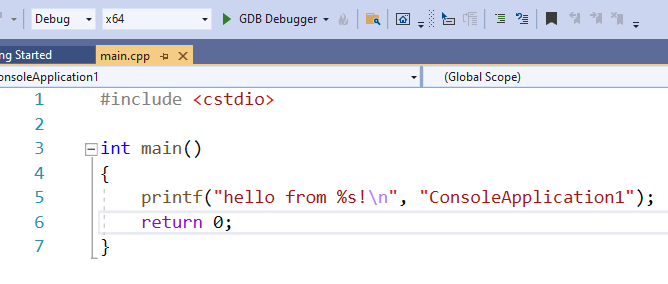 Debug x64 GDB Debugger
ng Started main.cpp
onsoleApplication1 (Global Scope)
1 #include <cstdio>
2
3 int main()
4 {
5 printf("hello from %s!\n", "ConsoleApplication1");
6 return 0;
7 }